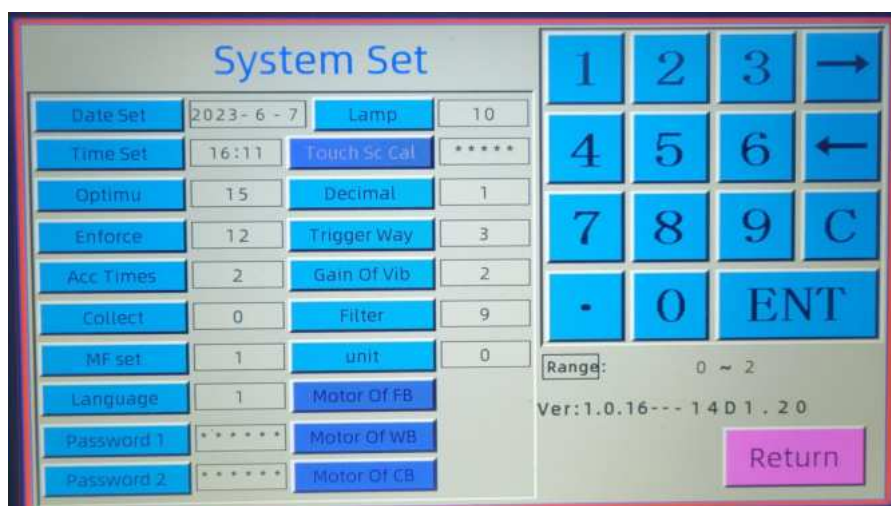 System Set
Date Set 2023- 6 - 7 Lamp 10
Time Set 16:11 Touch Sc Cal *****
Optimu 15 Decimal 1
Enforce 12 Trigger Way 3
Acc Times 2 Gain Of Vib 2
Collect 0 Filter 9
MF set 1 unit 0
Language 1 Motor Of FB
Password 1 ****** Motor Of WB
Password 2 ****** Motor Of CB
1 2 3 →
4 5 6 ←
7 8 9 C
. 0 ENT
Range: 0 ~ 2
Ver:1.0.16--- 14D1.20
Return